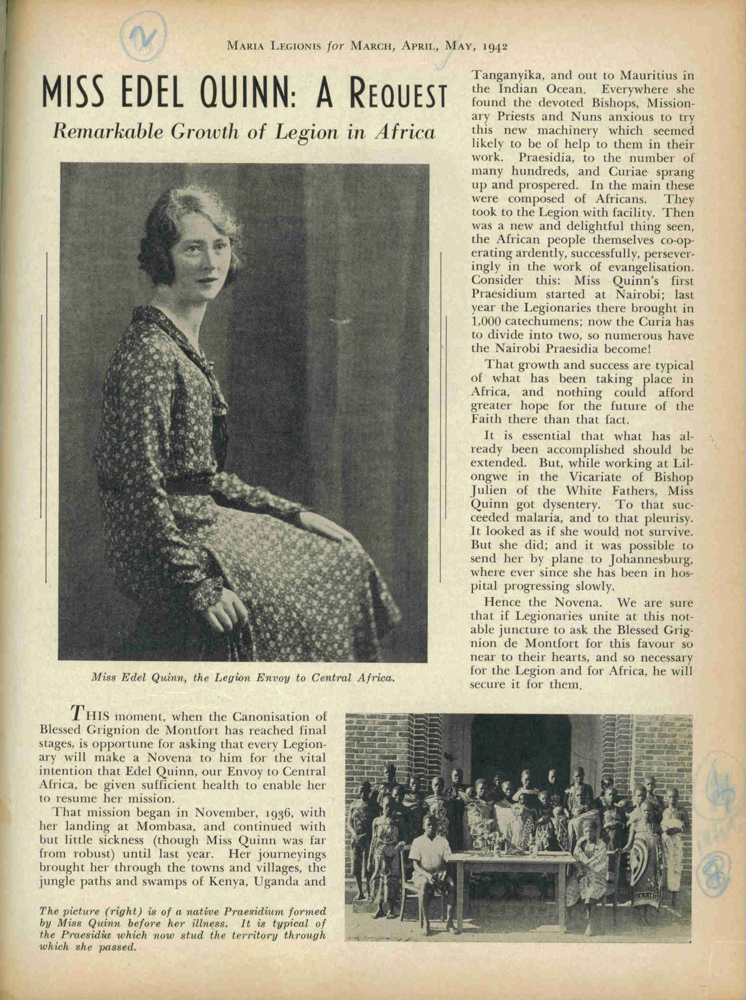 2
MARIA LEGIONIS for MARCH, APRIL, MAY, 1942
MISS EDEL QUINN: A REQUEST
Remarkable Growth of Legion in Africa
Miss Edel Quinn, the Legion Envoy to Central Africa.
THIS moment, when the Canonisation of
Blessed Grignion de Montfort has reached final
stages, is opportune for asking that every Legion-
ary will make a Novena to him for the vital
intention that Edel Quinn, our Envoy to Central
Africa, be given sufficient health to enable her
to resume her mission.
That mission began in November, 1936, with
her landing at Mombasa, and continued with
but little sickness (though Miss Quinn was far
from robust) until last year. Her journeyings
brought her through the towns and villages, the
jungle paths and swamps of Kenya, Uganda and
Tanganyika, and out to Mauritius in
the Indian Ocean. Everywhere she
found the devoted Bishops, Mission-
ary Priests and Nuns anxious to try
this new machinery which seemed
likely to be of help to them in their
work. Praesidia, to the number of
many hundreds, and Curiae sprang
up and prospered. In the main these
were composed of Africans. They
took to the Legion with facility. Then
was a new and delightful thing seen,
the African people themselves co-op-
erating ardently, successfully, persever-
ingly in the work of evangelisation.
Consider this: Miss Quinn's first
Praesidium started at Nairobi; last
year the Legionaries there brought in
1,000 catechumens; now the Curia has
to divide into two, so numerous have
the Nairobi Praesidia become!
That growth and success are typical
of what has been taking place in
Africa, and nothing could afford
greater hope for the future of the
Faith there than that fact.
It is essential that what has al-
ready been accomplished should be
extended. But, while working at Lil-
ongwe in the Vicariate of Bishop
Julien of the White Fathers, Miss
Quinn got dysentery. To that suc-
ceeded malaria, and to that pleurisy.
It looked as if she would not survive.
But she did; and it was possible to
send her by plane to Johannesburg,
where ever since she has been in hos-
pital progressing slowly.
Hence the Novena. We are sure
that if Legionaries unite at this not-
able juncture to ask the Blessed Grig-
nion de Montfort for this favour so
near to their hearts, and so necessary
for the Legion and for Africa, he will
secure it for them.
The picture (right) is of a native Praesidium formed
by Miss Quinn before her illness. It is typical of
the Praesidia which now stud the territory through
which she passed.